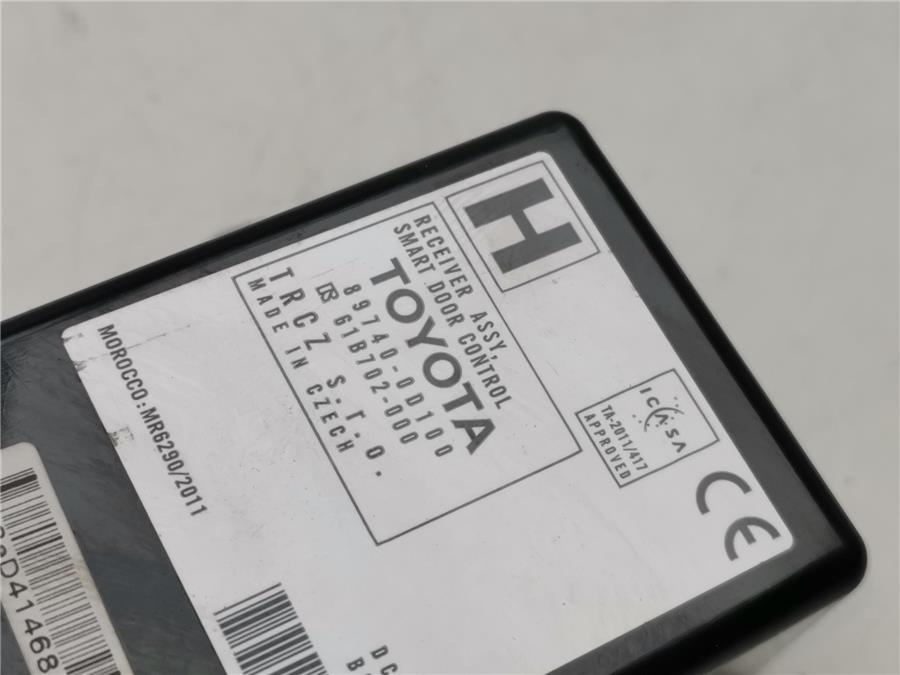 H
RECEIVER ASSY,
SMART DOOR CONTROL
TOYOTA
89740-0D100
61B702-000
TRCZ s.r.o.
MADE IN CZECH
ICASA
TA-2011/417
APPROVED
CE
MOROCCO:MR6290/2011
D41468
DC